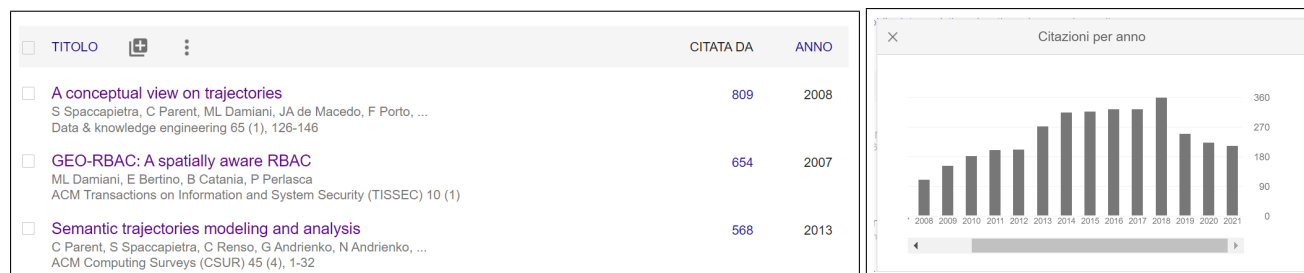 TITOLO
CITATA DA
ANNO
A conceptual view on trajectories
809
2008
S Spaccapietra, C Parent, ML Damiani, JA de Macedo, F Porto, ...
Data & knowledge engineering 65 (1), 126-146
GEO-RBAC: A spatially aware RBAC
654
2007
ML Damiani, E Bertino, B Catania, P Perlasca
ACM Transactions on Information and System Security (TISSEC) 10 (1)
Semantic trajectories modeling and analysis
568
2013
C Parent, S Spaccapietra, C Renso, G Andrienko, N Andrienko, ...
ACM Computing Surveys (CSUR) 45 (4), 1-32
Citazioni per anno
360
270
180
90
0
2008 2009 2010 2011 2012 2013 2014 2015 2016 2017 2018 2019 2020 2021